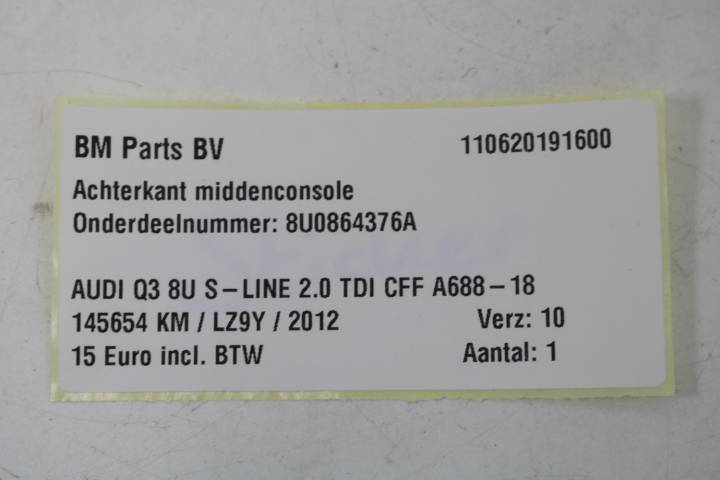 BM Parts BV 110620191600
Achterkant middenconsole
Onderdeelnummer: 8U0864376A
AUDI Q3 8U S-LINE 2.0 TDI CFF A688-18
145654 KM / LZ9Y / 2012 Verz: 10
15 Euro incl. BTW Aantal: 1